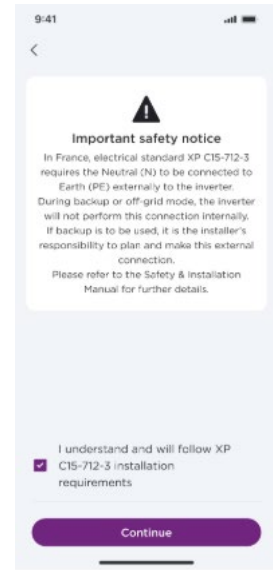 9:41
Important safety notice
In France, electrical standard XP C15-712-3
requires the Neutral (N) to be connected to
Earth (PE) externally to the inverter.
During backup or off-grid mode, the inverter
will not perform this connection internally.
If backup is to be used, it is the installer's
responsibility to plan and make this external
connection.
Please refer to the Safety & Installation
Manual for further details.
I understand and will follow XP
C15-712-3 installation
requirements
Continue